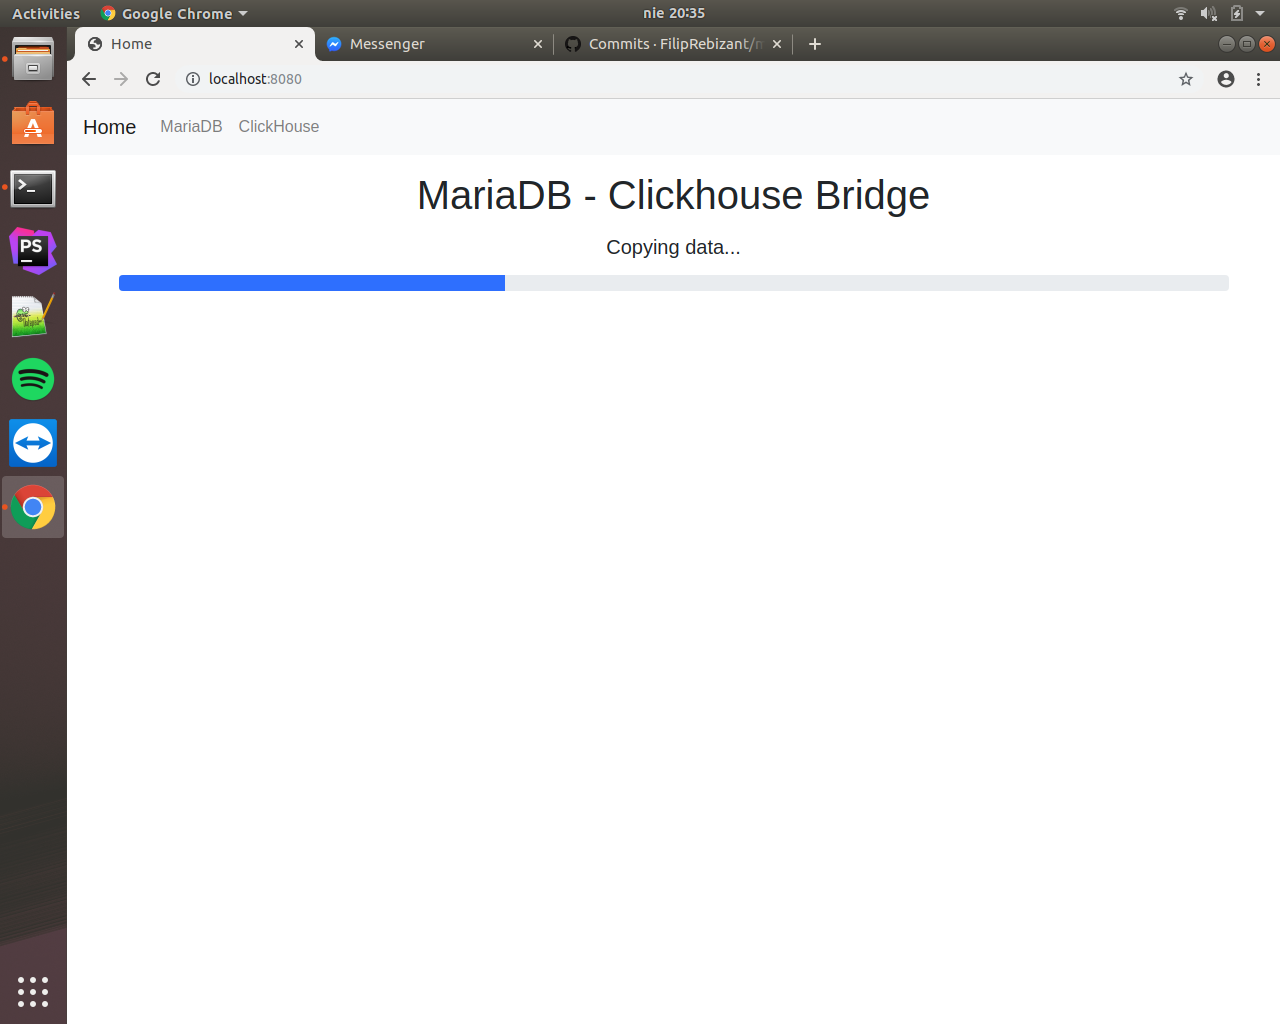 Activities
Google Chrome
nie 20:35
Home
Messenger
Commits · FilipRebizant/
localhost:8080
Home
MariaDB
ClickHouse
MariaDB - Clickhouse Bridge
Copying data...
PS